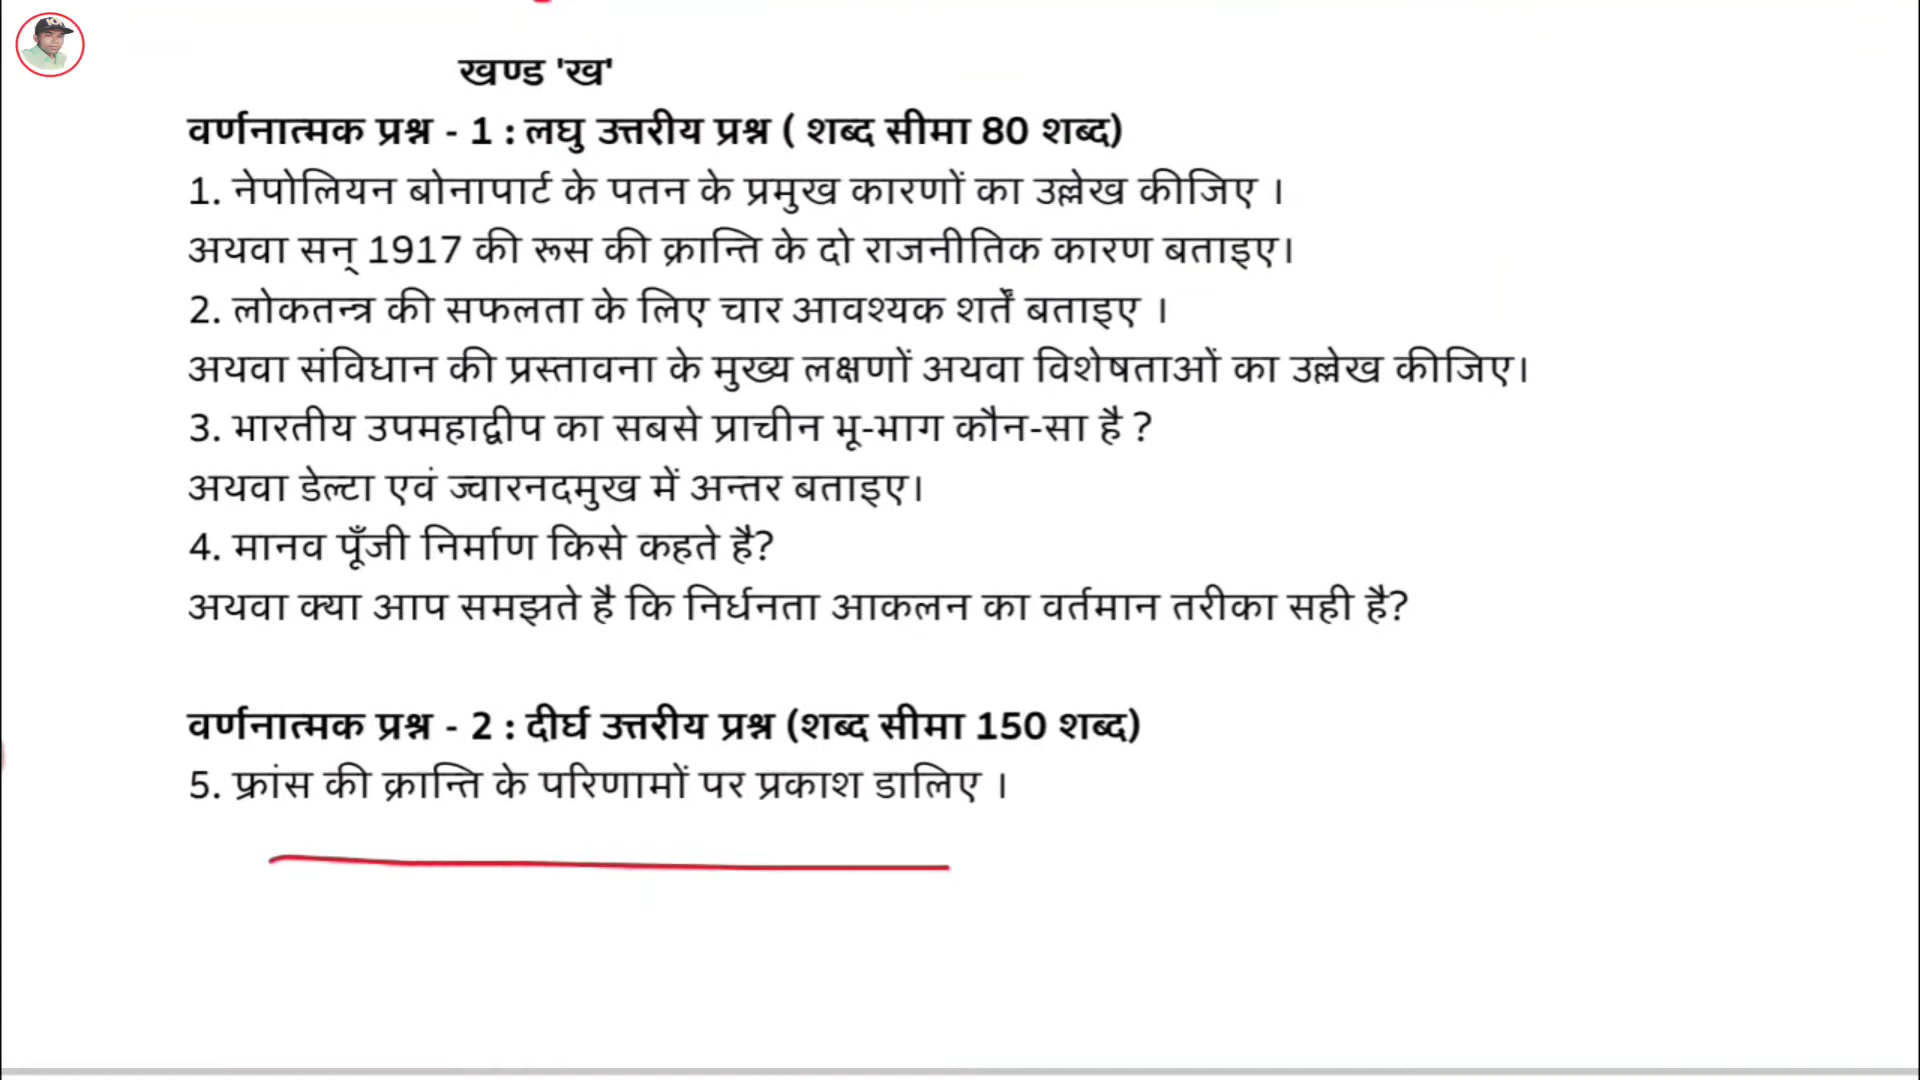 खण्ड 'ख'
वर्णनात्मक प्रश्न - 1 : लघु उत्तरीय प्रश्न ( शब्द सीमा 80 शब्द)
1. नेपोलियन बोनापार्ट के पतन के प्रमुख कारणों का उल्लेख कीजिए ।
अथवा सन् 1917 की रूस की क्रान्ति के दो राजनीतिक कारण बताइए।
2. लोकतन्त्र की सफलता के लिए चार आवश्यक शर्तें बताइए ।
अथवा संविधान की प्रस्तावना के मुख्य लक्षणों अथवा विशेषताओं का उल्लेख कीजिए।
3. भारतीय उपमहाद्वीप का सबसे प्राचीन भू-भाग कौन-सा है ?
अथवा डेल्टा एवं ज्वारनदमुख में अन्तर बताइए।
4. मानव पूँजी निर्माण किसे कहते है?
अथवा क्या आप समझते है कि निर्धनता आकलन का वर्तमान तरीका सही है?
वर्णनात्मक प्रश्न - 2 : दीर्घ उत्तरीय प्रश्न (शब्द सीमा 150 शब्द)
5. फ्रांस की क्रान्ति के परिणामों पर प्रकाश डालिए ।